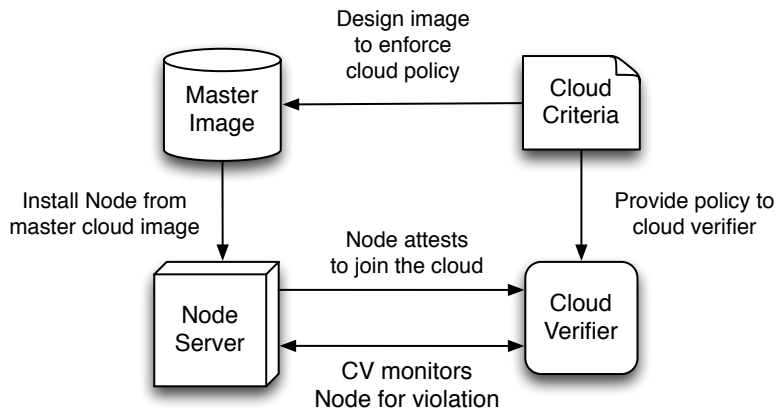 Design image
to enforce
cloud policy
Master
Image
Cloud
Criteria
Install Node from
master cloud image
Provide policy to
cloud verifier
Node attests
to join the cloud
Node
Server
Cloud
Verifier
CV monitors
Node for violation